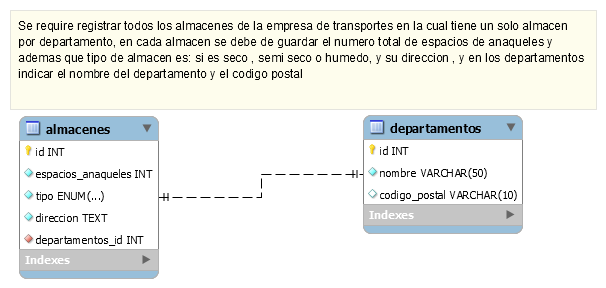 Se require registrar todos los almacenes de la empresa de transportes en la cual tiene un solo almacen
por departamento, en cada almacen se debe de guardar el numero total de espacios de anaqueles y
ademas que tipo de almacen es: si es seco , semi seco o humedo, y su direccion , y en los departamentos
indicar el nombre del departamento y el codigo postal
almacenes
id INT
espacios_anaqueles INT
tipo ENUM(...)
direccion TEXT
departamentos_id INT
Indexes
departamentos
id INT
nombre VARCHAR(50)
codigo_postal VARCHAR(10)
Indexes